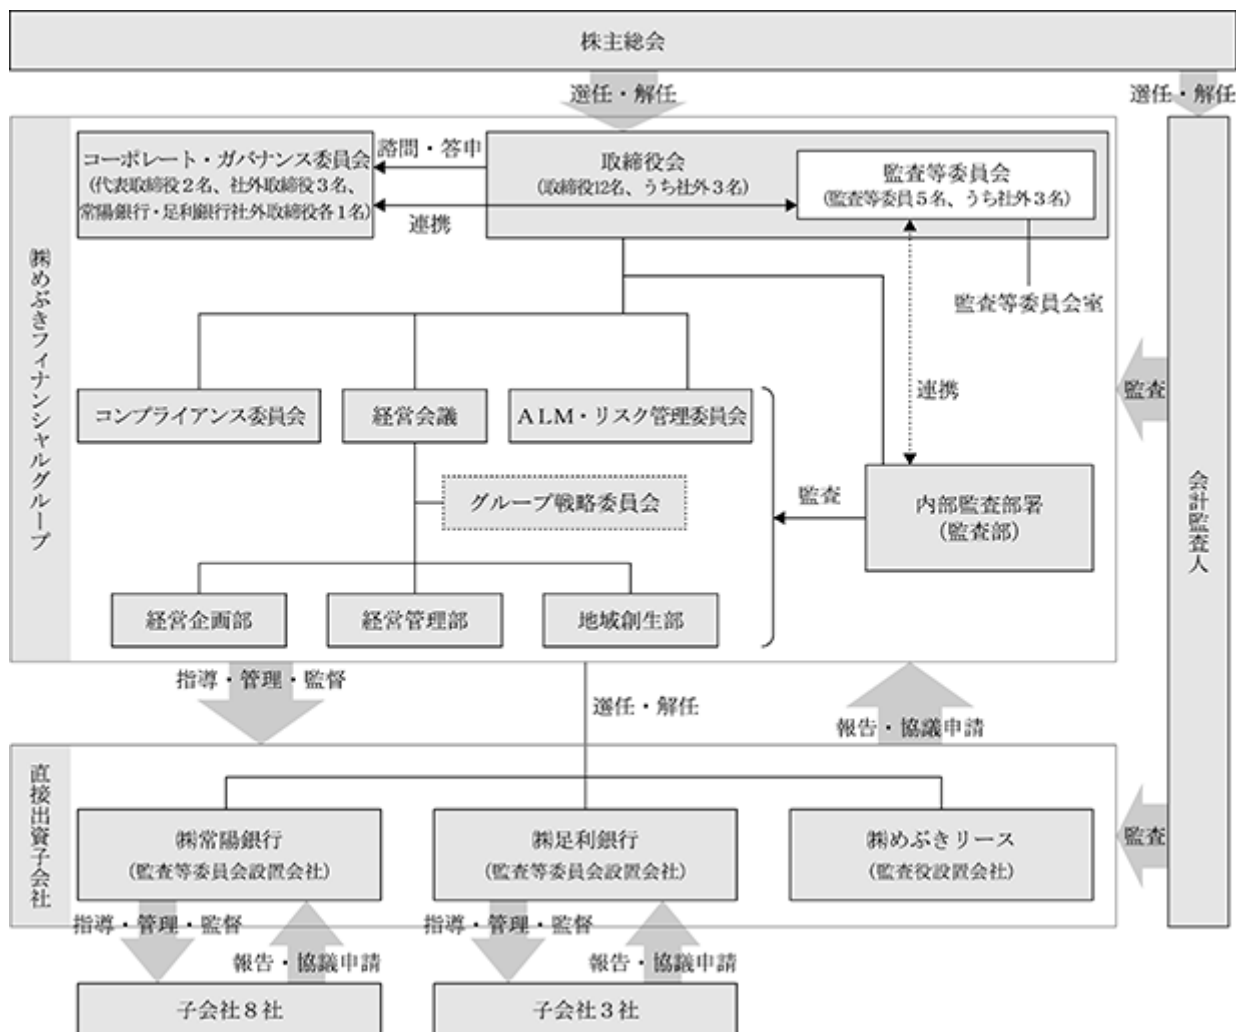 株主総会
選任・解任
選任・解任
コーポレート・ガバナンス委員会
(代表取締役2名、社外取締役3名、
常陽銀行・足利銀行社外取締役各1名)
諮問・答申
連携
取締役会
(取締役12名、うち社外3名)
監査等委員会
(監査等委員5名、うち社外3名)
監査等委員会室
㈱めぶきフィナンシャルグループ
コンプライアンス委員会
経営会議
ALM・リスク管理委員会
連携
監査
グループ戦略委員会
監査
内部監査部署
(監査部)
会計監査人
経営企画部
経営管理部
地域創生部
指導・管理・監督
選任・解任
報告・協議申請
直接出資子会社
㈱常陽銀行
(監査等委員会設置会社)
㈱足利銀行
(監査等委員会設置会社)
㈱めぶきリース
(監査役設置会社)
監査
指導・管理・監督
報告・協議申請
指導・管理・監督
報告・協議申請
子会社8社
子会社3社